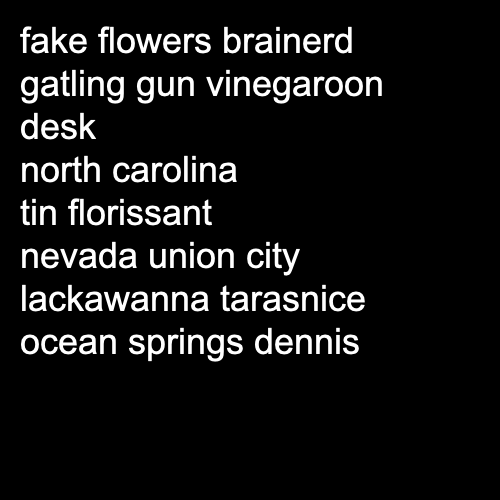 fake flowers brainerd
gatling gun vinegaroon
desk
north carolina
tin florissant
nevada union city
lackawanna tarasnice
ocean springs dennis